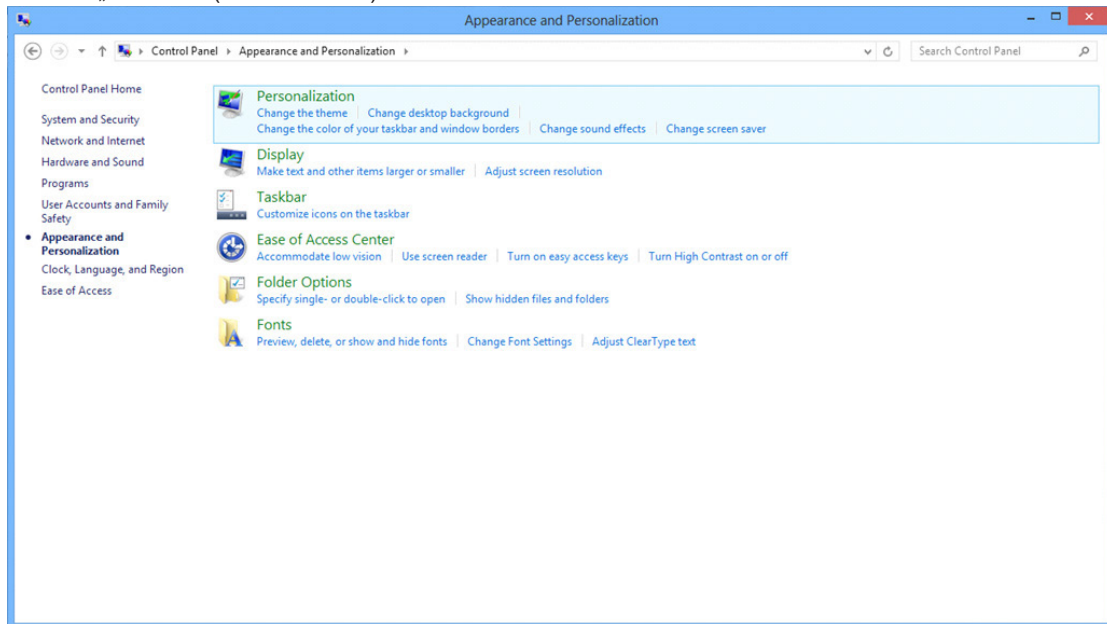 Appearance and Personalization
Control Panel Appearance and Personalization
Search Control Panel
Control Panel Home
System and Security
Network and Internet
Hardware and Sound
Programs
User Accounts and Family
Safety
Appearance and
Personalization
Clock, Language, and Region
Ease of Access
Personalization
Change the theme Change desktop background
Change the color of your taskbar and window borders Change sound effects Change screen saver
Display
Make text and other items larger or smaller Adjust screen resolution
Taskbar
Customize icons on the taskbar
Ease of Access Center
Accommodate low vision Use screen reader Turn on easy access keys Turn High Contrast on or off
Folder Options
Specify single- or double-click to open Show hidden files and folders
Fonts
Preview, delete, or show and hide fonts Change Font Settings Adjust ClearType text